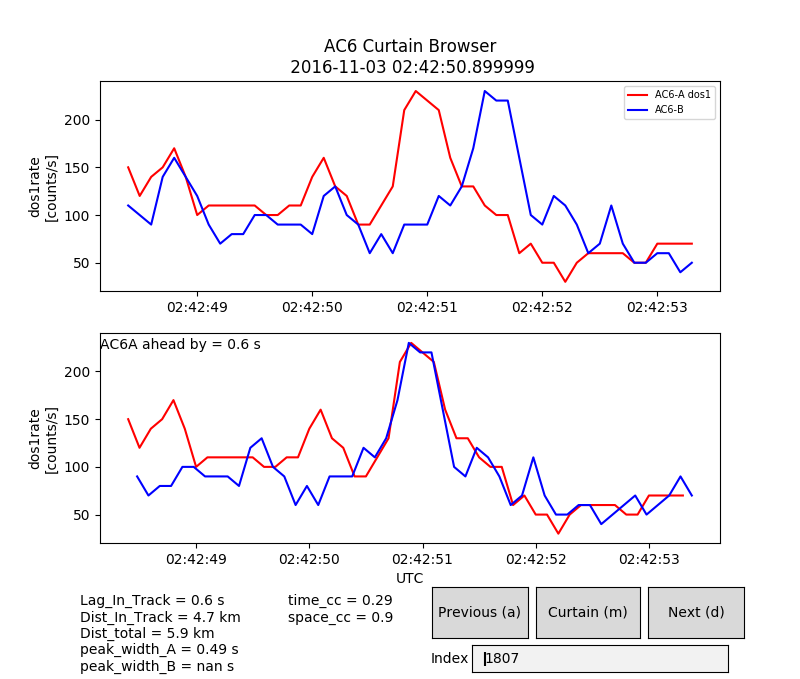 AC6 Curtain Browser
2016-11-03 02:42:50.899999
dos1rate
[counts/s]
200
150
100
50
AC6-A dos1
AC6-B
02:42:49 02:42:50 02:42:51 02:42:52 02:42:53
AC6A ahead by = 0.6 s
dos1rate
[counts/s]
200
150
100
50
02:42:49 02:42:50 02:42:51 02:42:52 02:42:53
UTC
Lag_In_Track = 0.6 s
Dist_In_Track = 4.7 km
Dist_total = 5.9 km
peak_width_A = 0.49 s
peak_width_B = nan s
time_cc = 0.29
space_cc = 0.9
Previous (a) Curtain (m) Next (d)
Index 1807